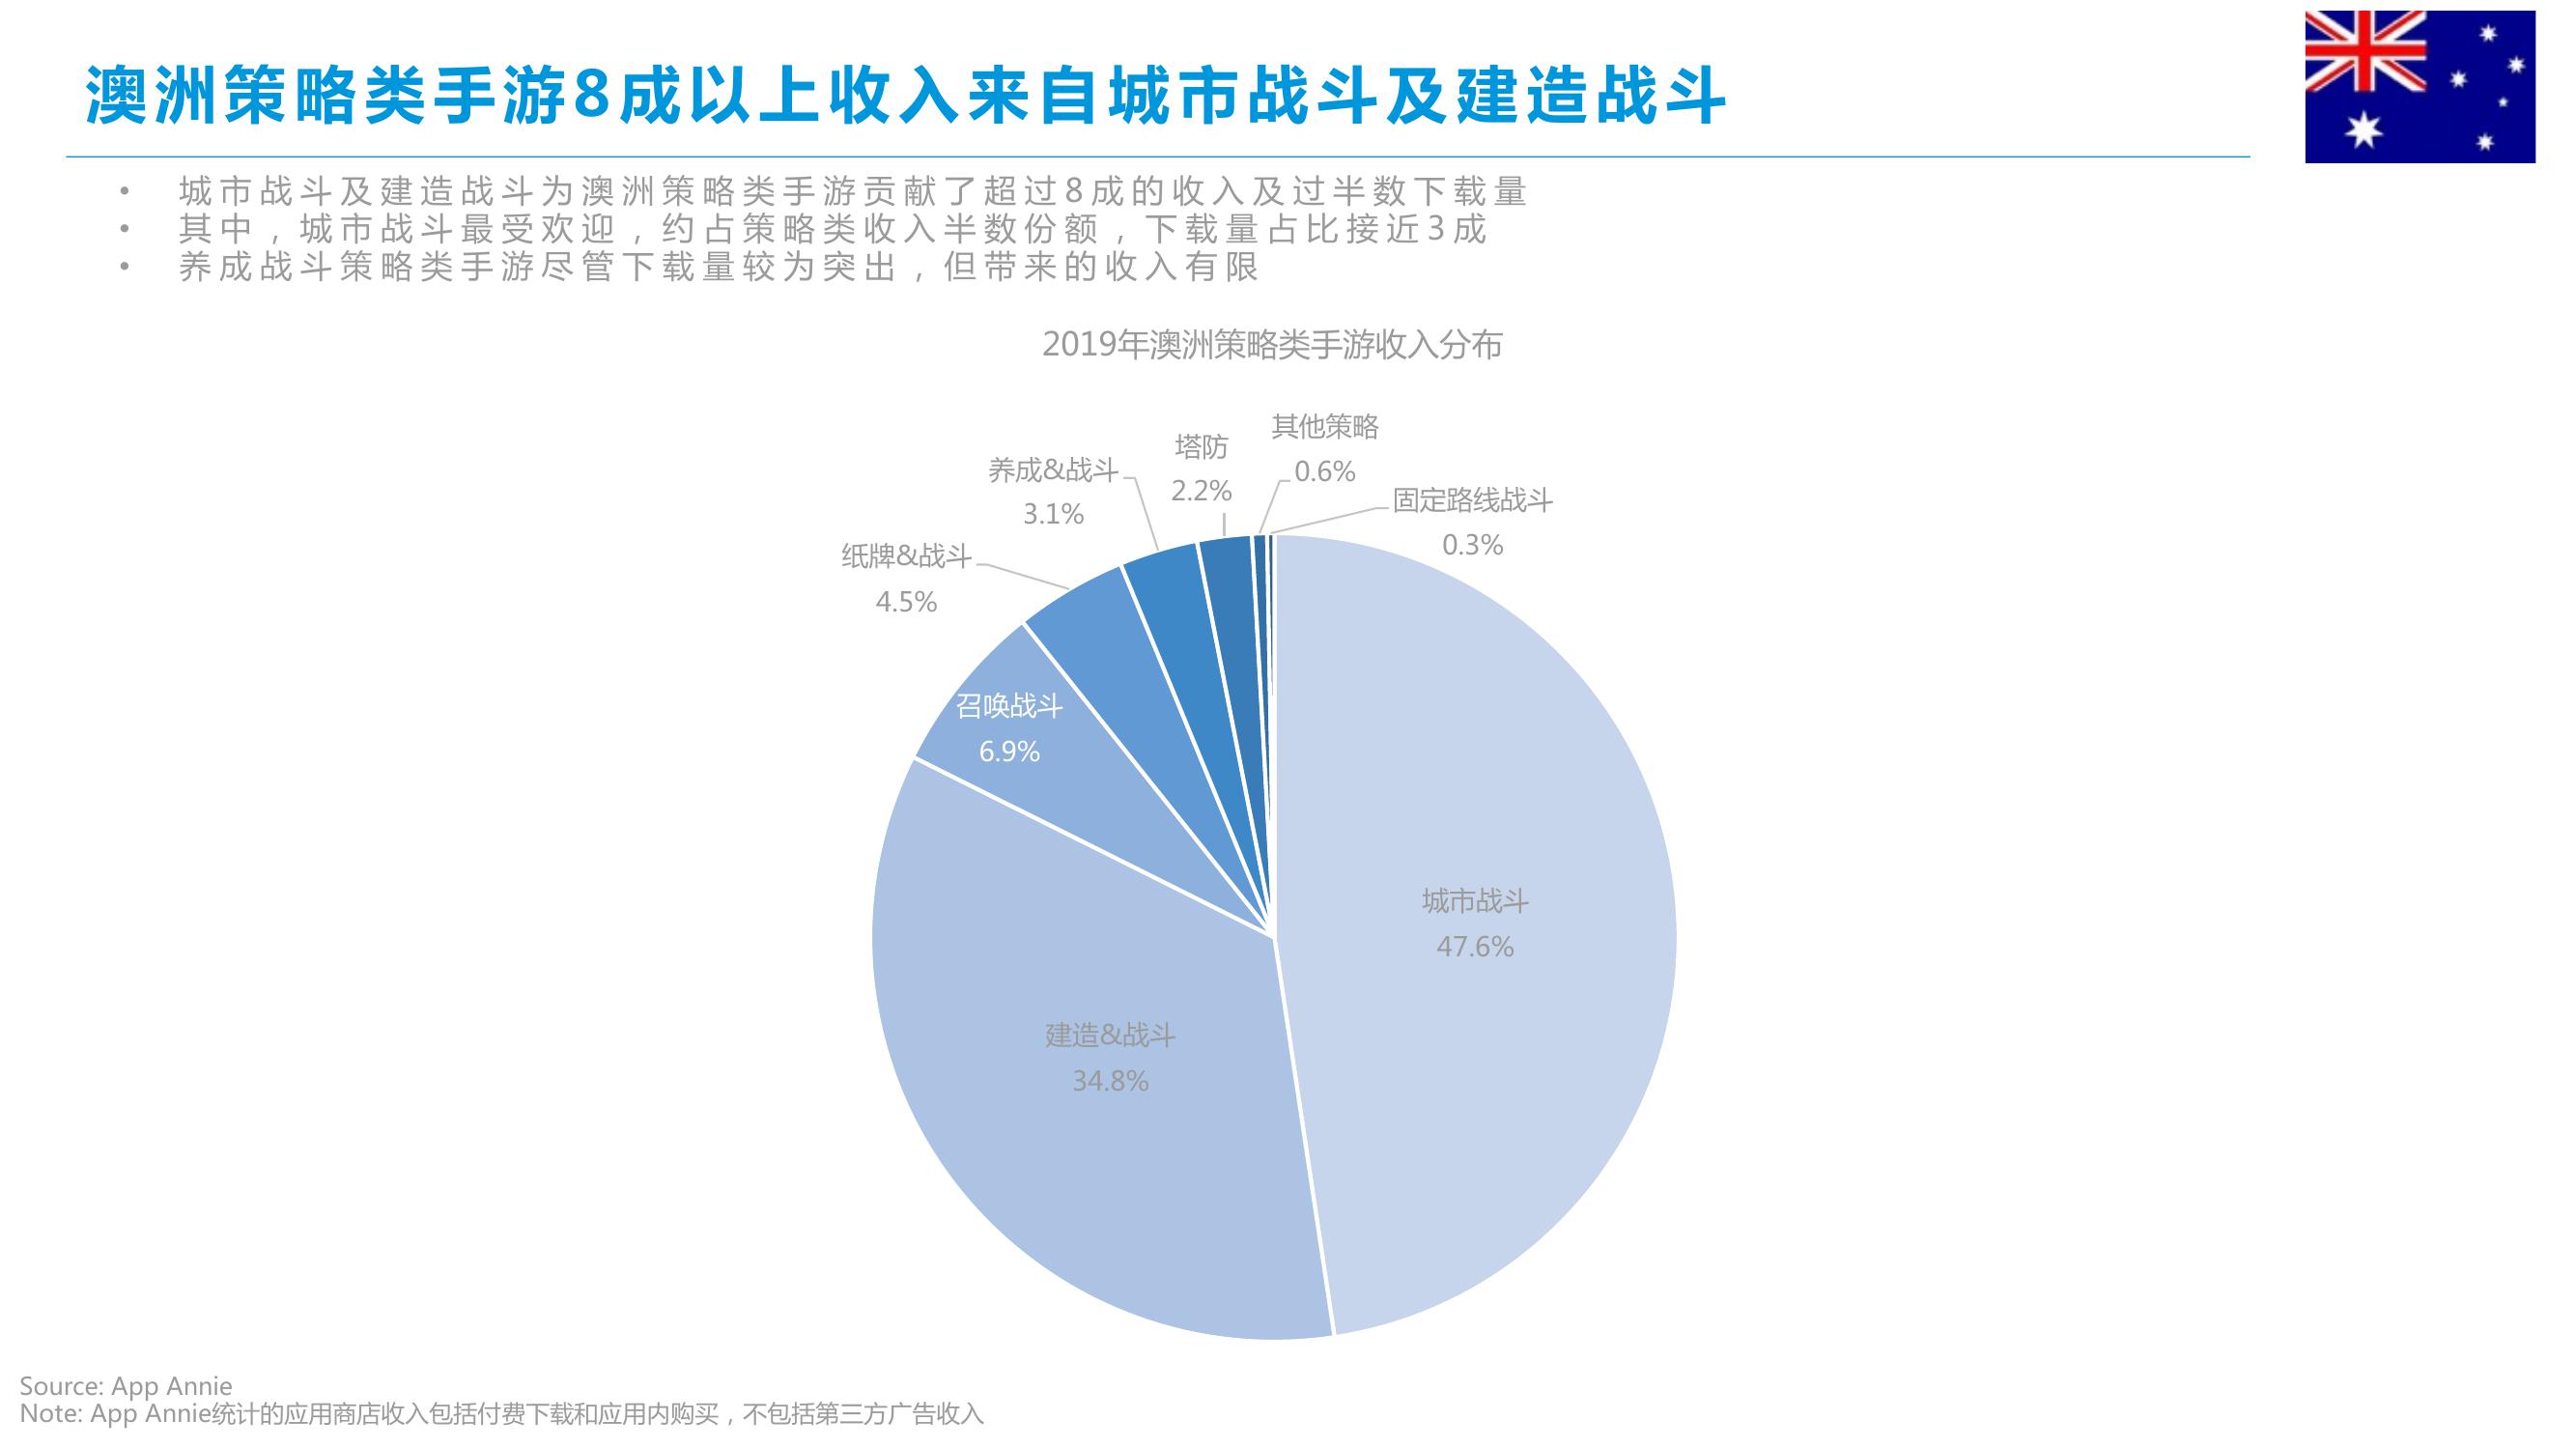 澳洲策略类手游8成以上收入来自城市战斗及建造战斗
• 城市战斗及建造战斗为澳洲策略类手游贡献了超过8成的收入及过半数下载量
• 其中，城市战斗最受欢迎，约占策略类收入半数份额，下载量占比接近3成
• 养成战斗策略类手游尽管下载量较为突出，但带来的收入有限
2019年澳洲策略类手游收入分布
其他策略
0.6%
塔防
2.2%
养成&战斗
3.1%
固定路线战斗
0.3%
纸牌&战斗
4.5%
召唤战斗
6.9%
城市战斗
47.6%
建造&战斗
34.8%
Source: App Annie
Note: App Annie统计的应用商店收入包括付费下载和应用内购买，不包括第三方广告收入